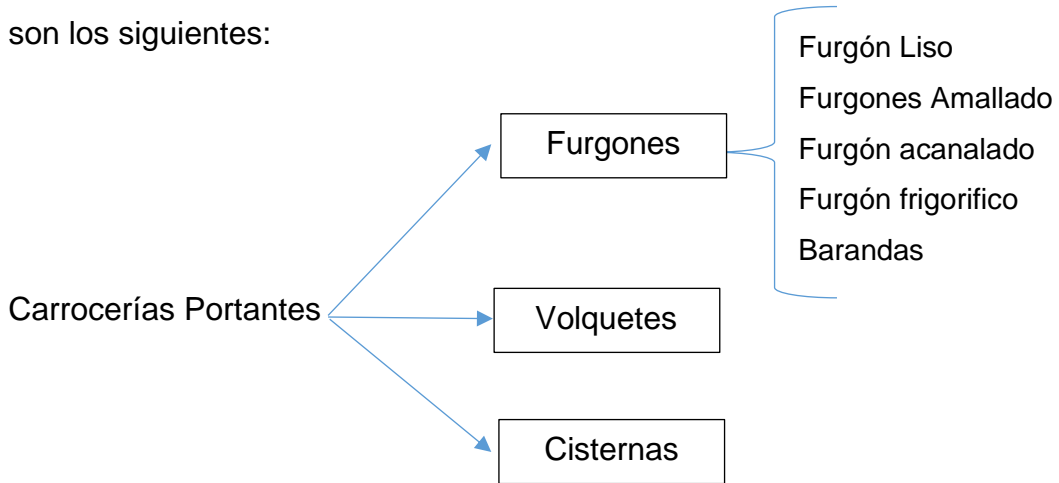 son los siguientes:
Furgón Liso
Furgones Amallado
Furgones
Furgón acanalado
Furgón frigorifico
Barandas
Carrocerías Portantes
Volquetes
Cisternas